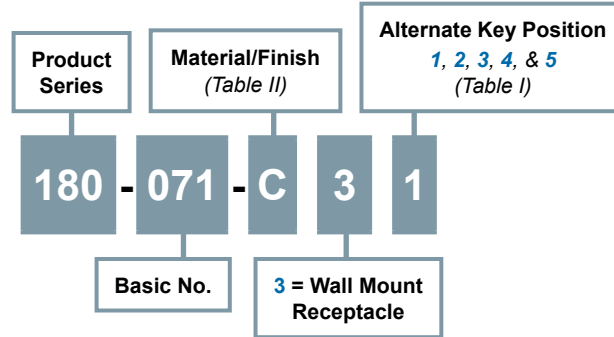 Product
Series
Material/Finish
(Table II)
Alternate Key Position
1, 2, 3, 4, & 5
(Table I)
180 - 071 - C 3 1
Basic No.
3 = Wall Mount
Receptacle